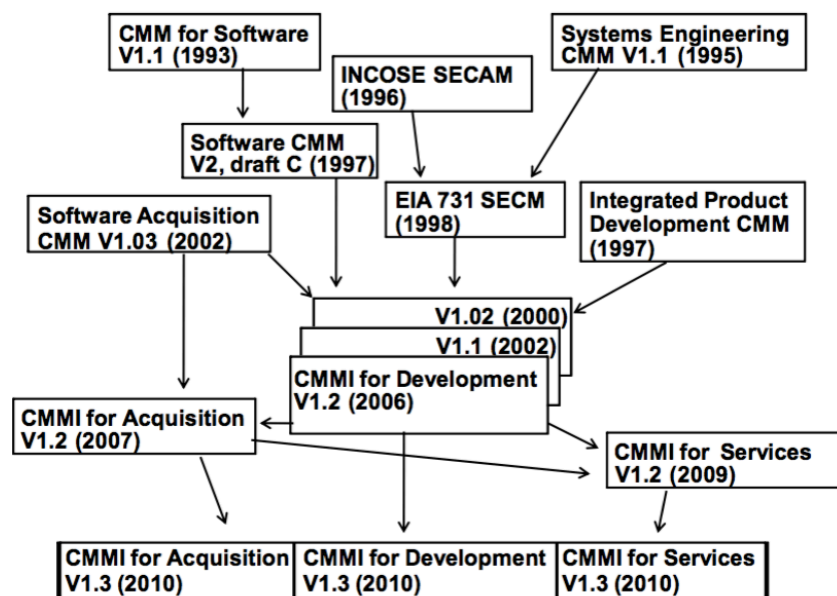 CMM for Software
V1.1 (1993)
Systems Engineering
CMM V1.1 (1995)
INCOSE SECAM
(1996)
Software CMM
V2, draft C (1997)
EIA 731 SECM
(1998)
Integrated Product
Development CMM
(1997)
Software Acquisition
CMM V1.03 (2002)
V1.02 (2000)
V1.1 (2002)
CMMI for Development
V1.2 (2006)
CMMI for Acquisition
V1.2 (2007)
CMMI for Services
V1.2 (2009)
CMMI for Acquisition
V1.3 (2010)
CMMI for Development
V1.3 (2010)
CMMI for Services
V1.3 (2010)